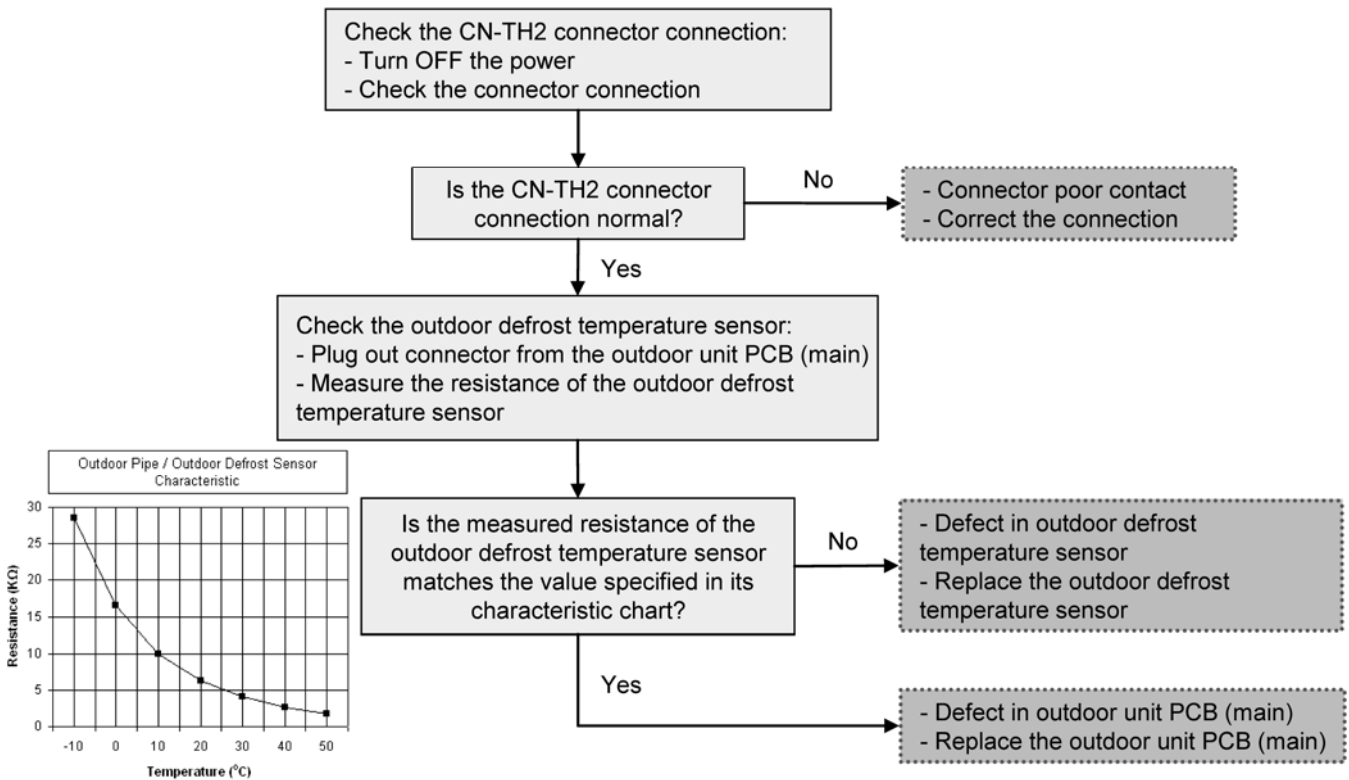 Check the CN-TH2 connector connection:
- Turn OFF the power
- Check the connector connection
Is the CN-TH2 connector
connection normal?
No
- Connector poor contact
- Correct the connection
Yes
Check the outdoor defrost temperature sensor:
- Plug out connector from the outdoor unit PCB (main)
- Measure the resistance of the outdoor defrost
temperature sensor
Outdoor Pipe / Outdoor Defrost Sensor
Characteristic
30
25
20
15
10
5
0
Resistance (KΩ)
-10 0 10 20 30 40 50
Temperature (⁰C)
Is the measured resistance of the
outdoor defrost temperature sensor
matches the value specified in its
characteristic chart?
No
- Defect in outdoor defrost
temperature sensor
- Replace the outdoor defrost
temperature sensor
Yes
- Defect in outdoor unit PCB (main)
- Replace the outdoor unit PCB (main)